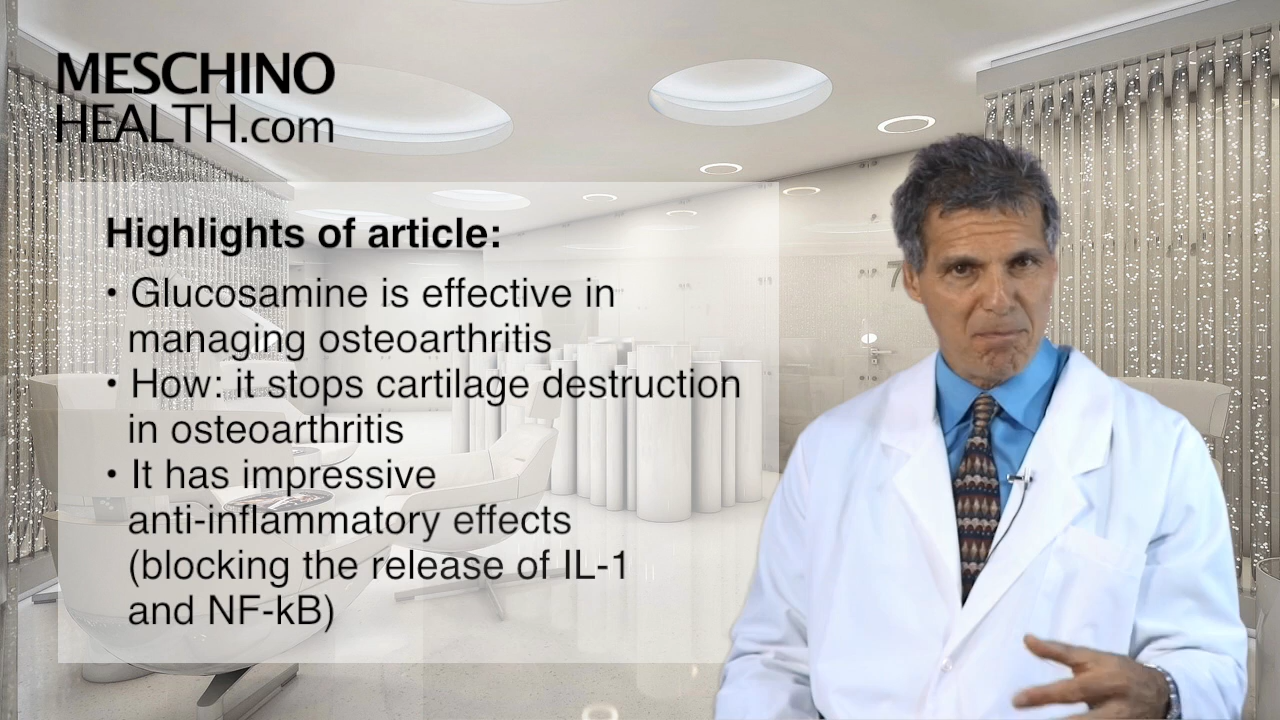 MESCHINO
HEALTH.com
Highlights of article:
• Glucosamine is effective in
managing osteoarthritis
• How: it stops cartilage destruction
in osteoarthritis
• It has impressive
anti-inflammatory effects
(blocking the release of IL-1
and NF-kB)
7